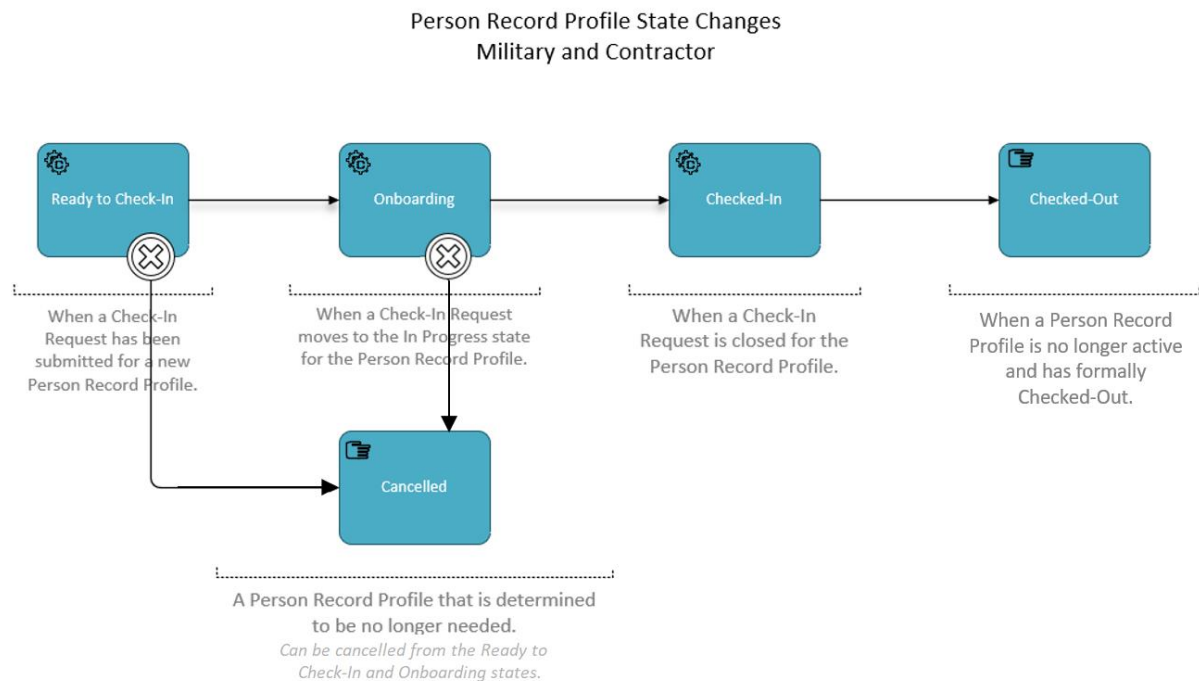 Person Record Profile State Changes
Military and Contractor
Ready to Check-In
Onboarding
Checked-In
Checked-Out
When a Check-In
Request has been
submitted for a new
Person Record Profile.
When a Check-In Request
moves to the In Progress state
for the Person Record Profile.
When a Check-In
Request is closed for the
Person Record Profile.
When a Person Record
Profile is no longer active
and has formally
Checked-Out.
Cancelled
A Person Record Profile that is determined
to be no longer needed.
Can be cancelled from the Ready to
Check-In and Onboarding states.